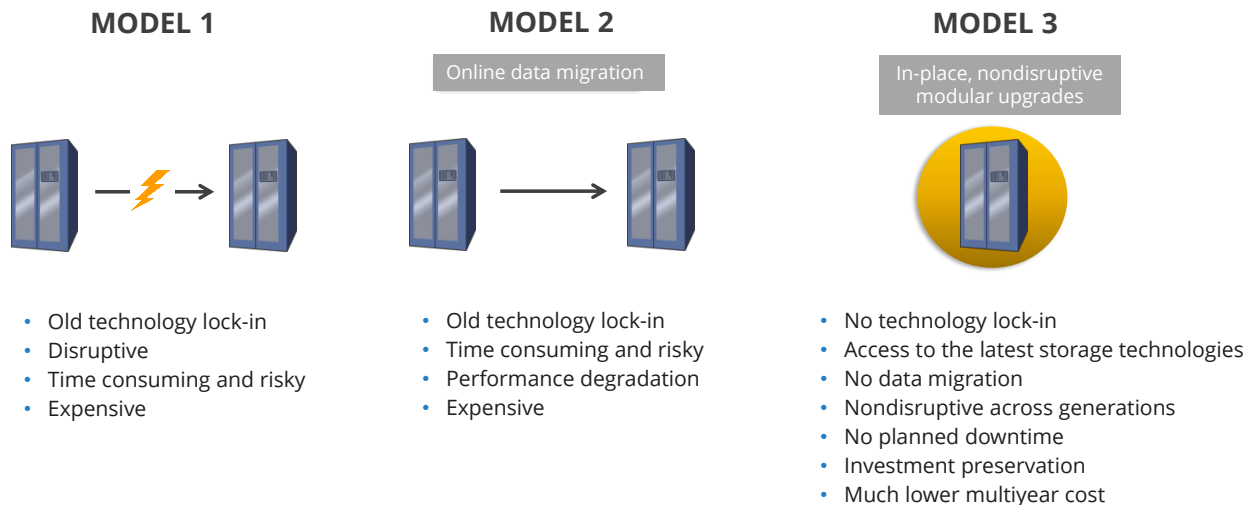 MODEL 1
• Old technology lock-in
• Disruptive
• Time consuming and risky
• Expensive
MODEL 2
Online data migration
• Old technology lock-in
• Time consuming and risky
• Performance degradation
• Expensive
MODEL 3
In-place, nondisruptive
modular upgrades
• No technology lock-in
• Access to the latest storage technologies
• No data migration
• Nondisruptive across generations
• No planned downtime
• Investment preservation
• Much lower multiyear cost